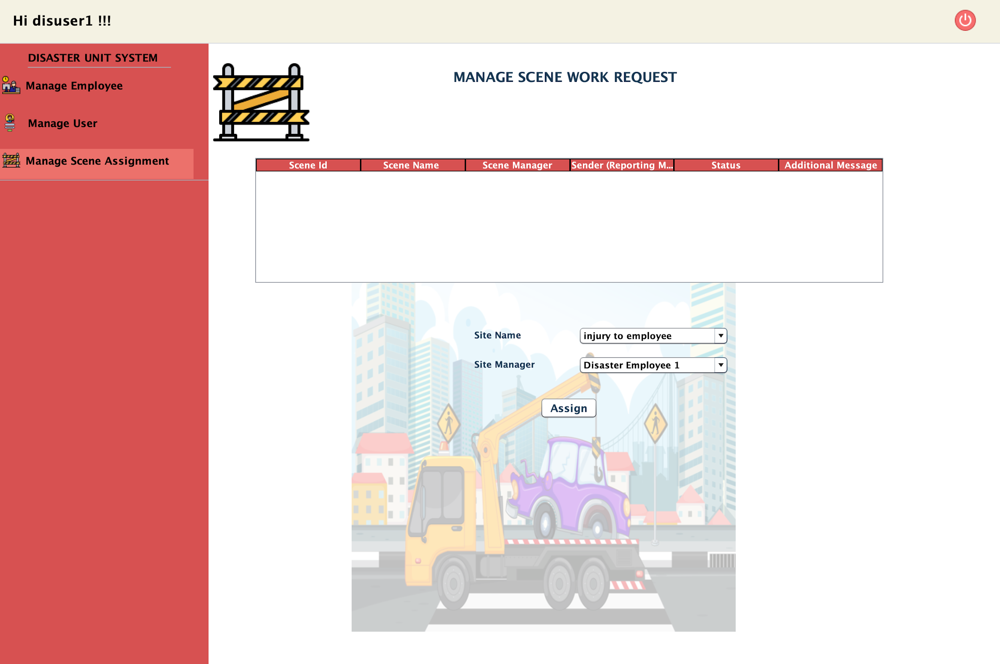 Hi disuser1 !!!
DISASTER UNIT SYSTEM
Manage Employee
Manage User
Manage Scene Assignment
MANAGE SCENE WORK REQUEST
Scene Id Scene Name Scene Manager Sender (Reporting M... Status Additional Message
Site Name injury to employee
Site Manager Disaster Employee 1
Assign